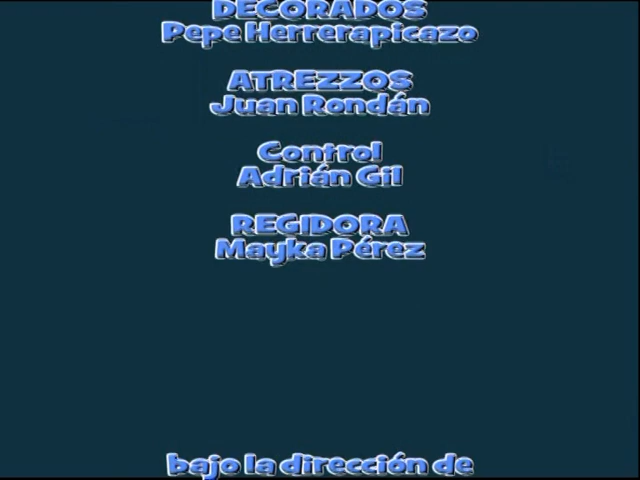 DECORADOS
Pepe Herrerapicazo
ATREZZOS
Juan Rondán
Control
Adrián Gil
REGIDORA
Mayka Pérez
bajo la dirección de